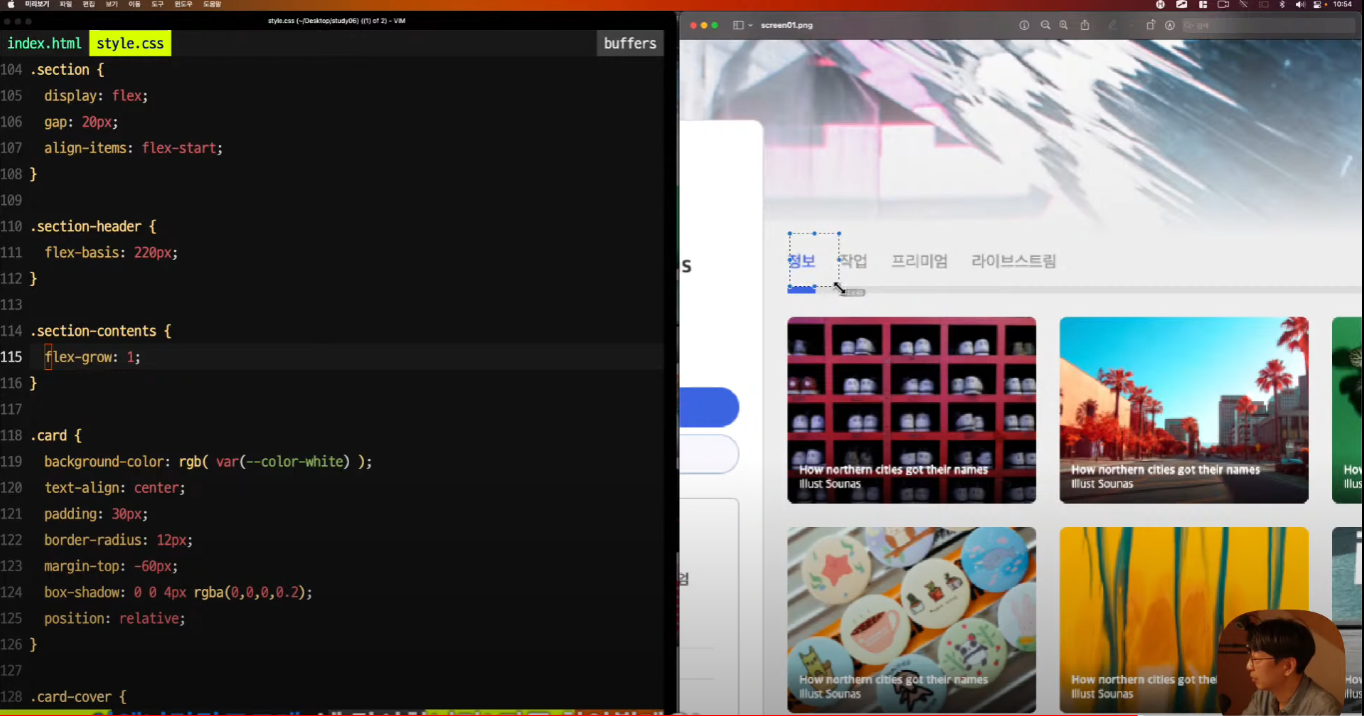 미리보기 파일 편집 보기 이동 도구 윈도우 도움말
10:54
style.css (~/Desktop/study06) ((1) of 2) - VIM
index.html style.css
buffers
104 .section {
105 display: flex;
106 gap: 20px;
107 align-items: flex-start;
108 }
109
110 .section-header {
111 flex-basis: 220px;
112 }
113
114 .section-contents {
115 flex-grow: 1;
116 }
117
118 .card {
119 background-color: rgb( var(--color-white) );
120 text-align: center;
121 padding: 30px;
122 border-radius: 12px;
123 margin-top: -60px;
124 box-shadow: 0 0 4px rgba(0,0,0,0.2);
125 position: relative;
126 }
127
128 .card-cover {
screen01.png
검색
s
정보 작업 프리미엄 라이브스트림
How northern cities got their names
Illust Sounas
How northern cities got their names
Illust Sounas
Illus
엄
How northern cities got their names
Illust Sounas
How northern cities got the
Illust Sounas